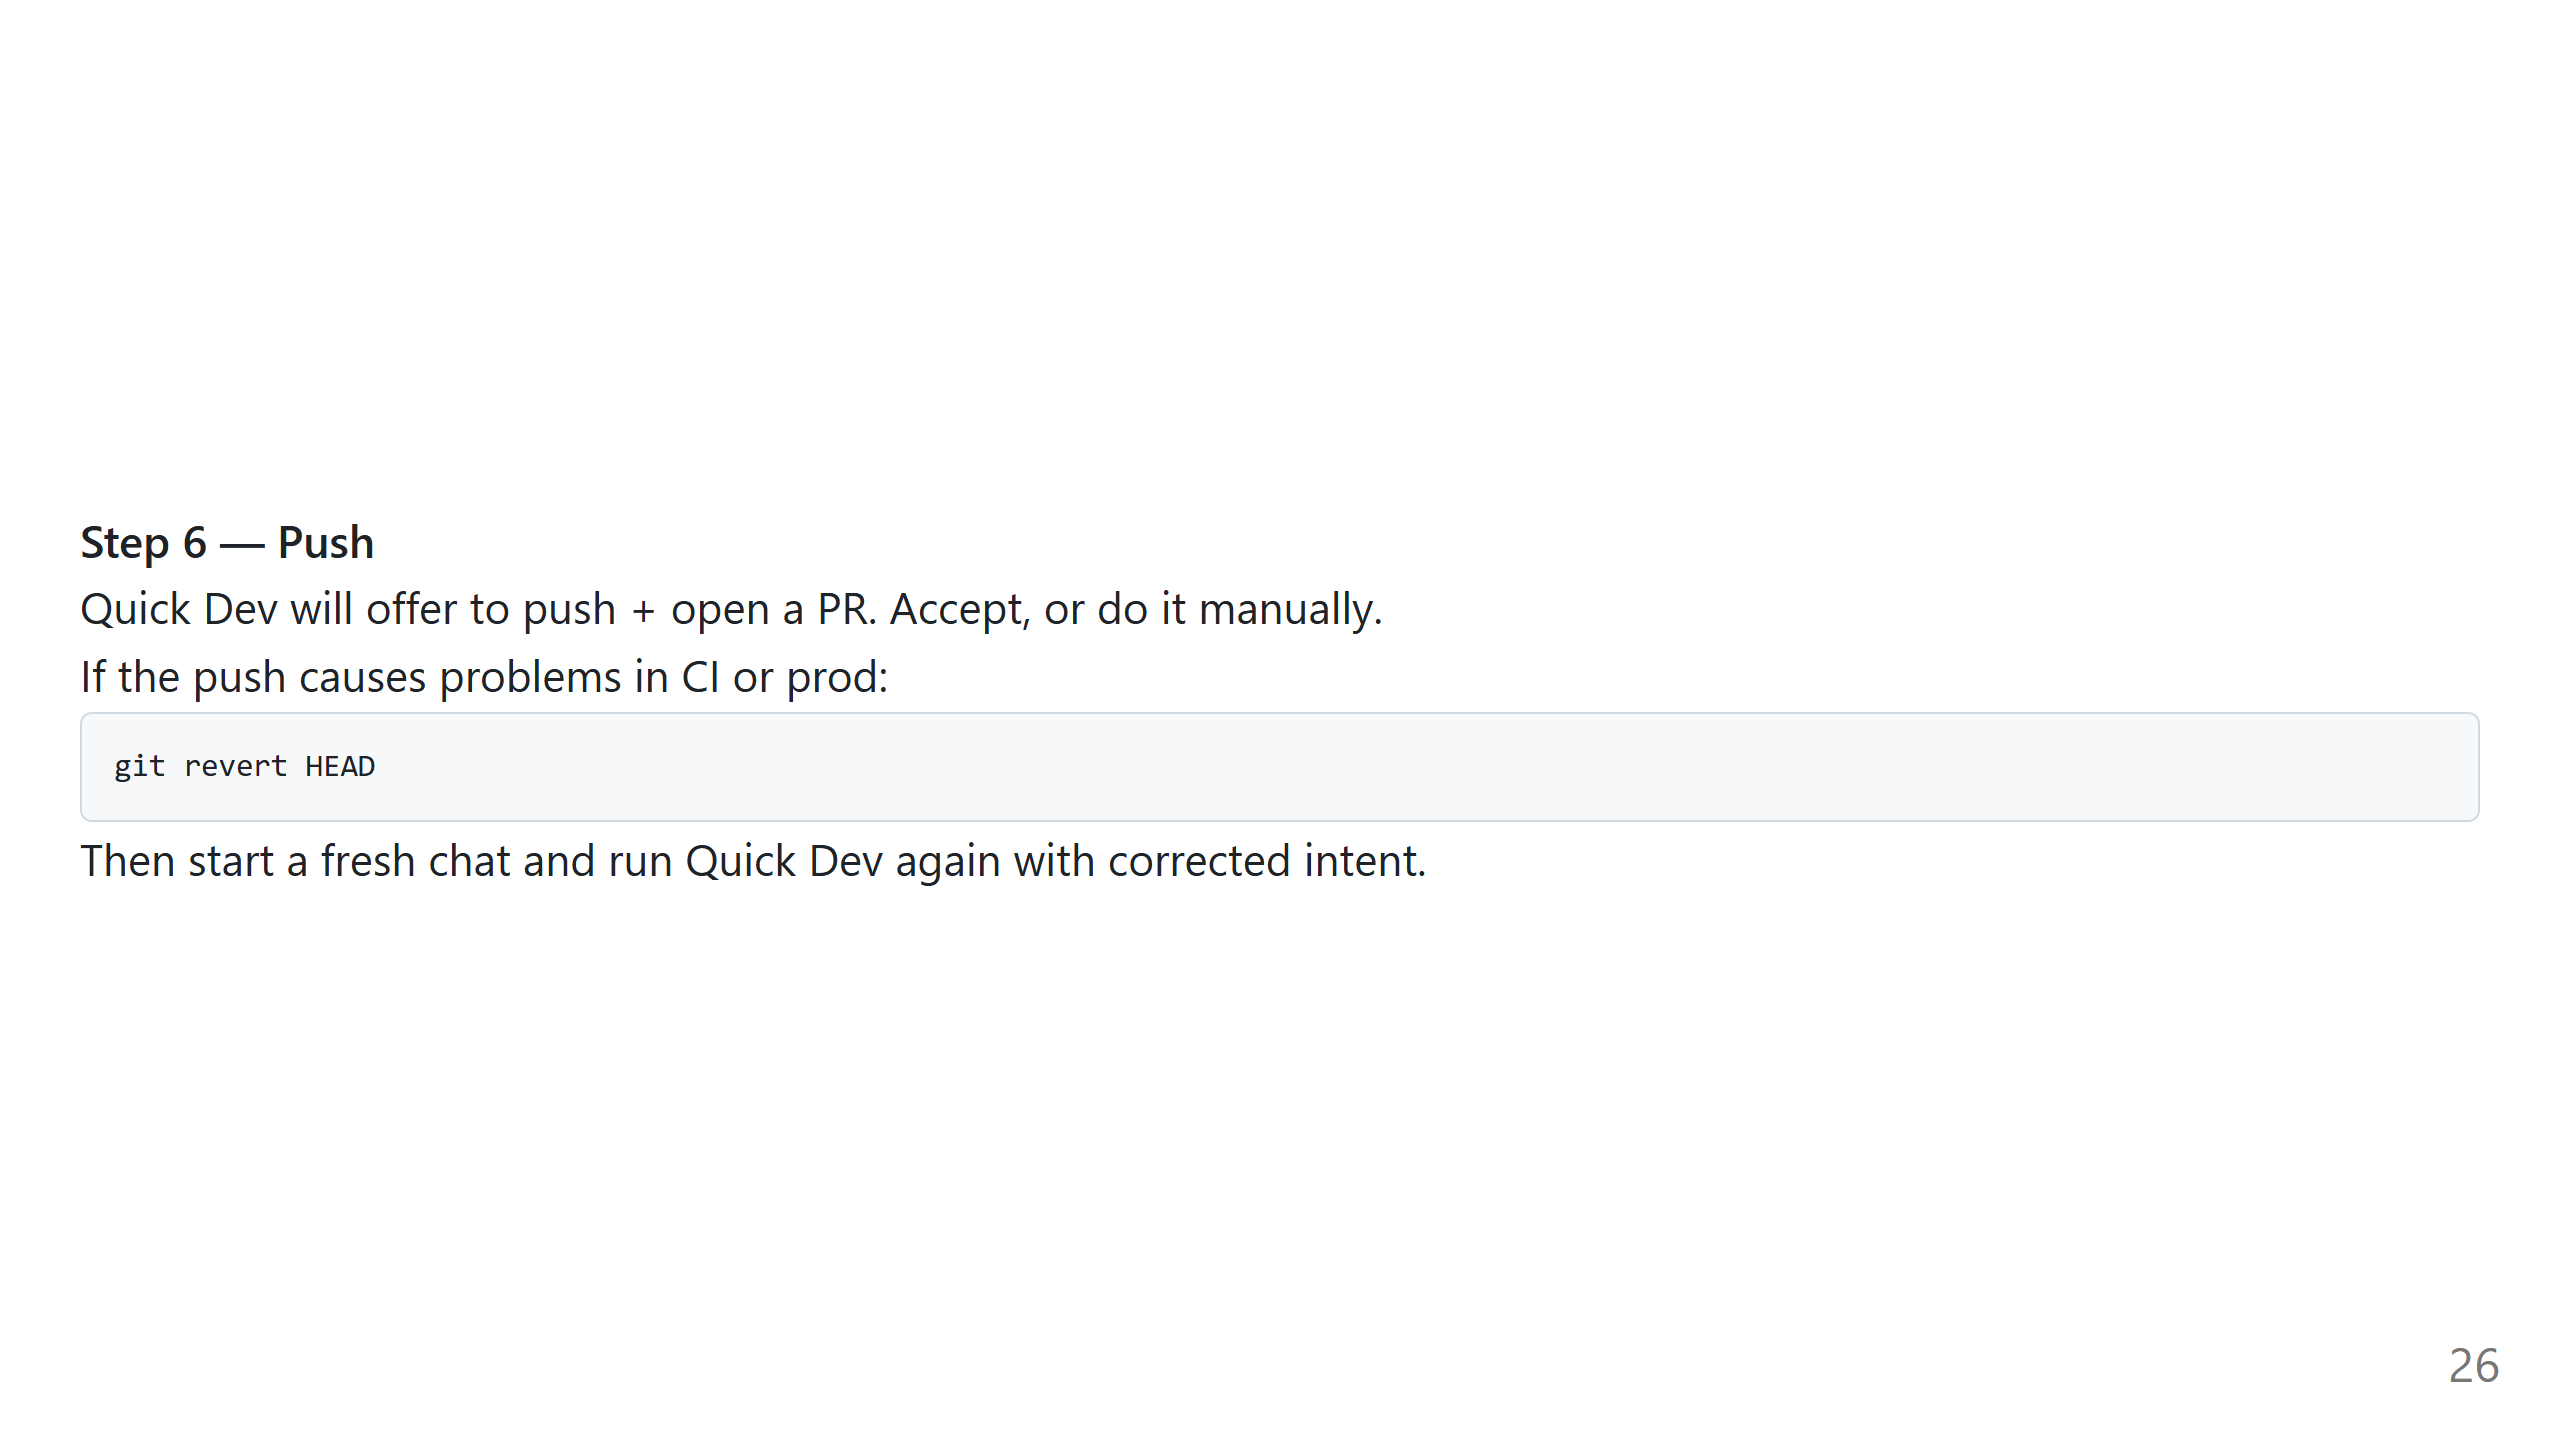 Step 6 — Push
Quick Dev will offer to push + open a PR. Accept, or do it manually.
If the push causes problems in CI or prod:
git revert HEAD
Then start a fresh chat and run Quick Dev again with corrected intent.
26